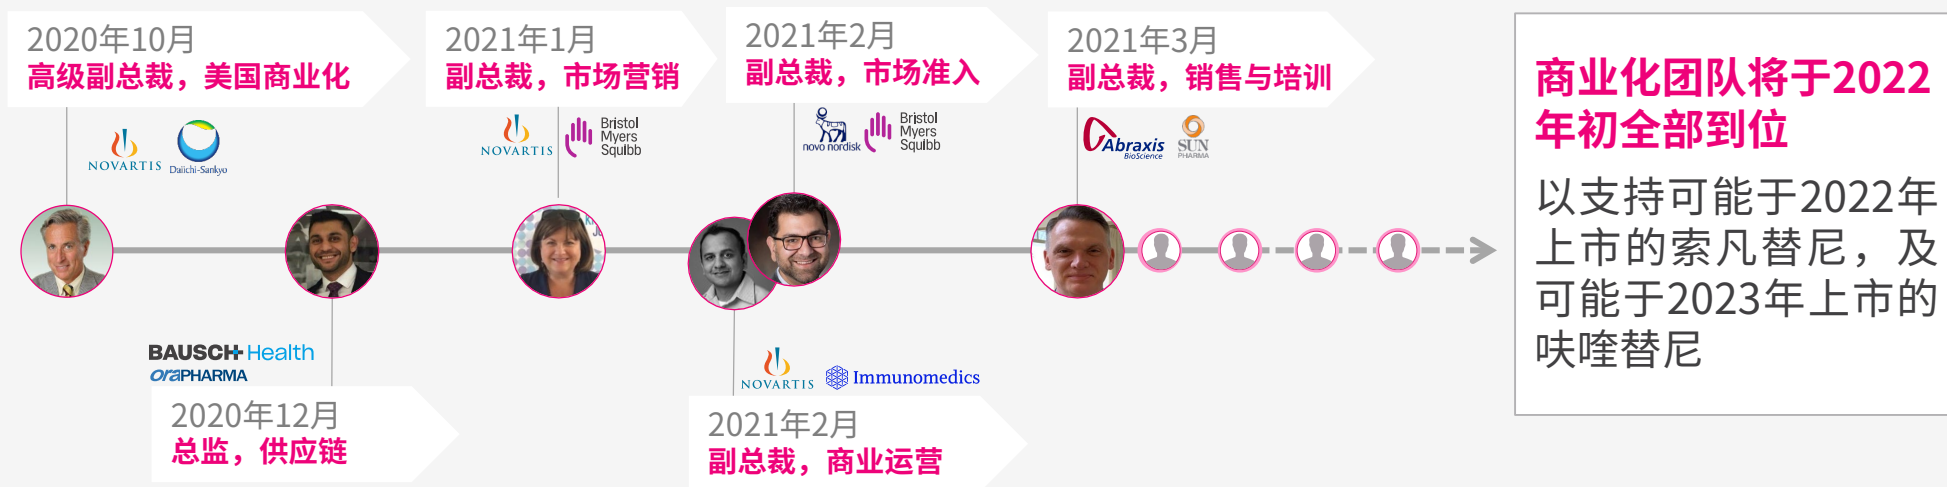 2020年10月
高级副总裁，美国商业化
NOVARTIS
Daiichi-Sankyo
2020年12月
总监，供应链
BAUSCH+Health
OraPHARMA
2021年1月
副总裁，市场营销
NOVARTIS
Bristol
Myers
Squibb
2021年2月
副总裁，市场准入
novo nordisk
Bristol
Myers
Squibb
NOVARTIS
Immunomedics
2021年2月
副总裁，商业运营
2021年3月
副总裁，销售与培训
Abraxis
BioScience
SUN
PHARMA
商业化团队将于2022
年初全部到位
以支持可能于2022年
上市的索凡替尼，及
可能于2023年上市的
呋喹替尼